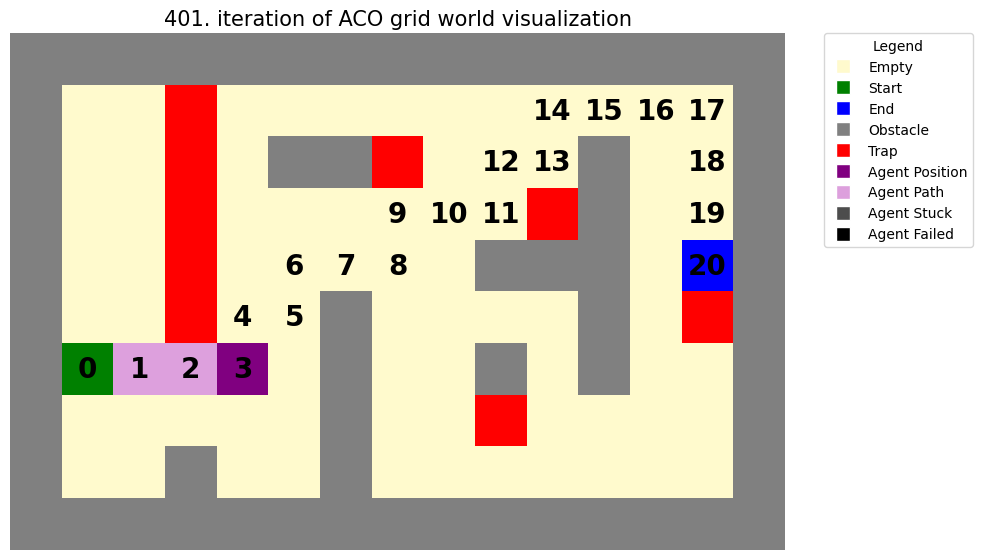 401. iteration of ACO grid world visualization
Legend
Empty
Start
End
Obstacle
Trap
Agent Position
Agent Path
Agent Stuck
Agent Failed
14 15 16 17
12 13 18
9 10 11 19
6 7 8 20
4 5
0 1 2 3